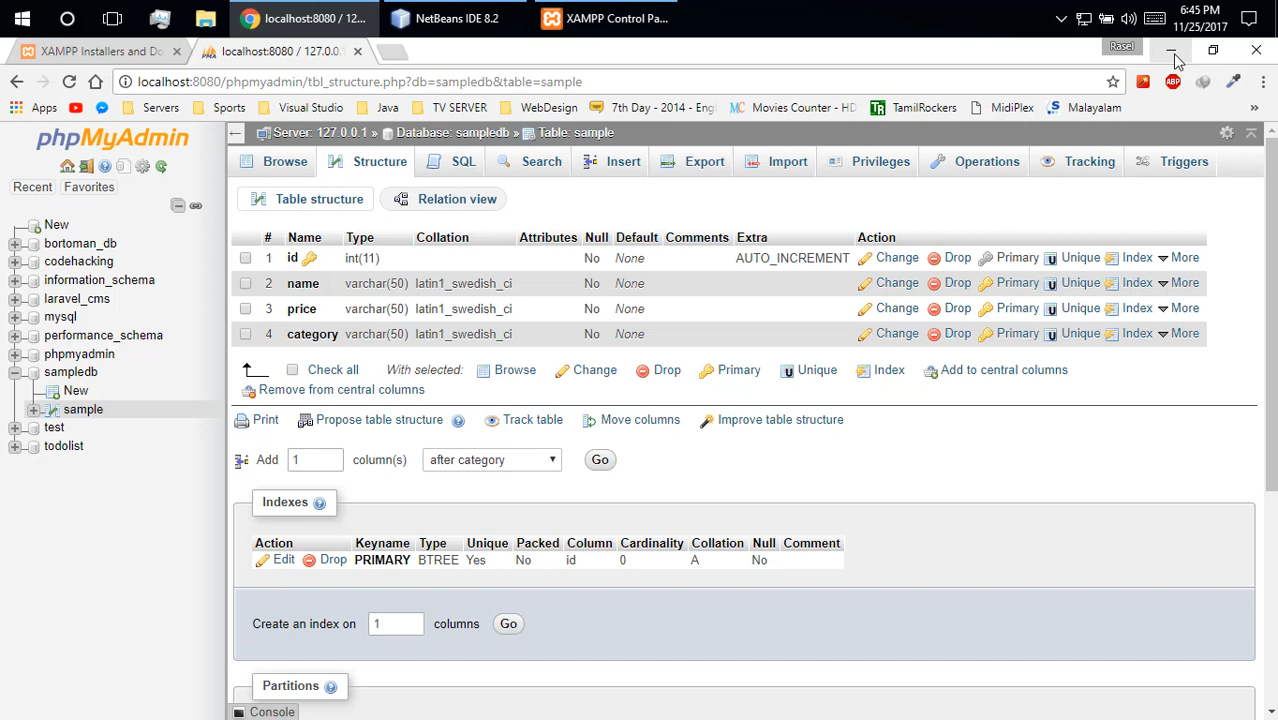 localhost:8080 / 12... NetBeans IDE 8.2 XAMPP Control Pa... 6:45 PM
11/25/2017
XAMPP Installers and Do localhost:8080 / 127.0.0.1 Rasel
localhost:8080/phpmyadmin/tbl_structure.php?db=sampledb&table=sample ABP
Apps Servers Sports Visual Studio Java TV SERVER WebDesign 7th Day - 2014 - Eng Movies Counter - HD TR TamilRockers MidiPlex Malayalam »
phpMyAdmin
Recent Favorites
New
bortoman_db
codehacking
information_schema
laravel_cms
mysql
performance_schema
phpmyadmin
sampledb
New
sample
test
todolist
Server: 127.0.0.1 » Database: sampledb » Table: sample
Browse Structure SQL Search Insert Export Import Privileges Operations Tracking Triggers
Table structure Relation view
# Name Type Collation Attributes Null Default Comments Extra Action
1 id int(11) No None AUTO_INCREMENT Change Drop Primary Unique Index More
2 name varchar(50) latin1_swedish_ci No None Change Drop Primary Unique Index More
3 price varchar(50) latin1_swedish_ci No None Change Drop Primary Unique Index More
4 category varchar(50) latin1_swedish_ci No None Change Drop Primary Unique Index More
Check all With selected: Browse Change Drop Primary Unique Index Add to central columns
Remove from central columns
Print Propose table structure Track table Move columns Improve table structure
Add 1 column(s) after category Go
Indexes
Action Keyname Type Unique Packed Column Cardinality Collation Null Comment
Edit Drop PRIMARY BTREE Yes No id 0 A No
Create an index on 1 columns Go
Partitions
Console